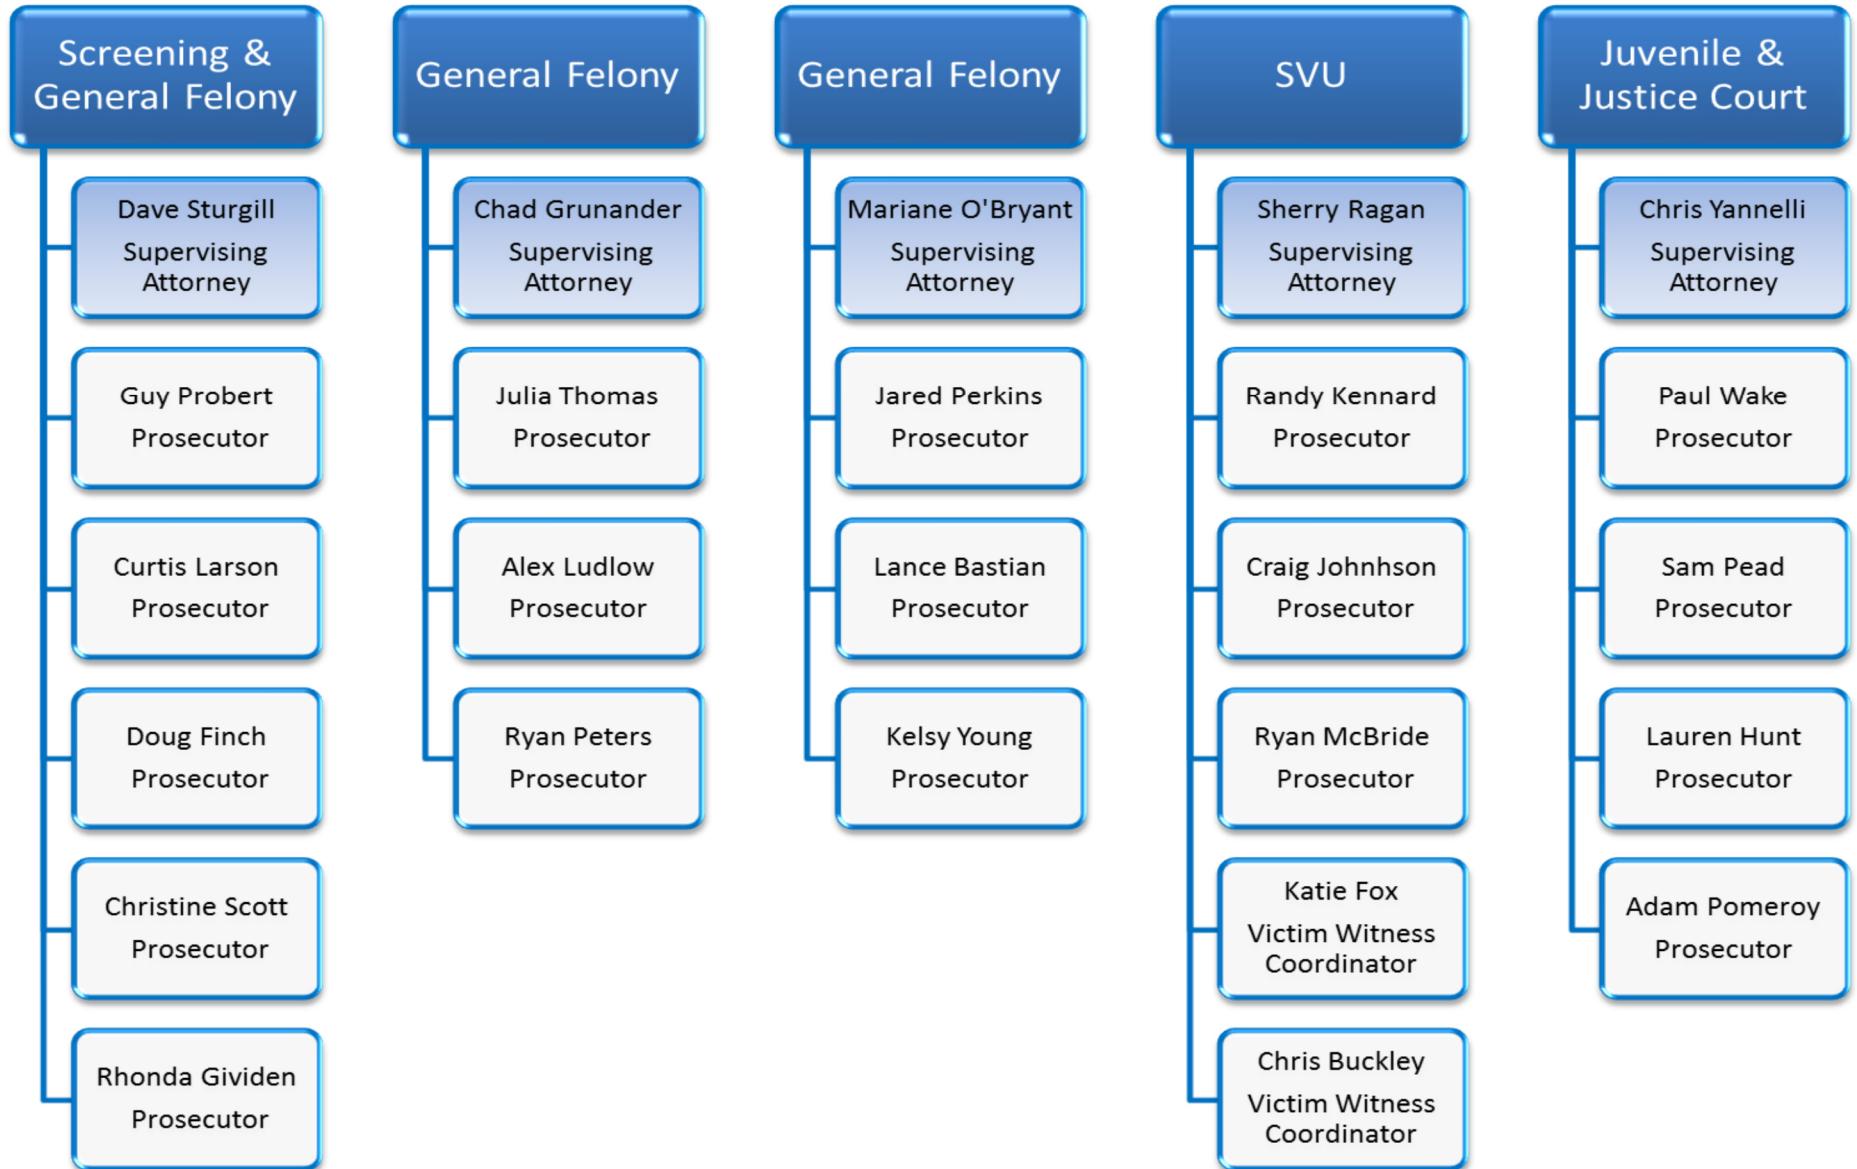 Screening &
General Felony
Dave Sturgill
Supervising
Attorney
Guy Probert
Prosecutor
Curtis Larson
Prosecutor
Doug Finch
Prosecutor
Christine Scott
Prosecutor
Rhonda Gividen
Prosecutor
General Felony
Chad Grunander
Supervising
Attorney
Julia Thomas
Prosecutor
Alex Ludlow
Prosecutor
Ryan Peters
Prosecutor
General Felony
Mariane O'Bryant
Supervising
Attorney
Jared Perkins
Prosecutor
Lance Bastian
Prosecutor
Kelsy Young
Prosecutor
SVU
Sherry Ragan
Supervising
Attorney
Randy Kennard
Prosecutor
Craig Johnhson
Prosecutor
Ryan McBride
Prosecutor
Katie Fox
Victim Witness
Coordinator
Chris Buckley
Victim Witness
Coordinator
Juvenile &
Justice Court
Chris Yannelli
Supervising
Attorney
Paul Wake
Prosecutor
Sam Pead
Prosecutor
Lauren Hunt
Prosecutor
Adam Pomeroy
Prosecutor